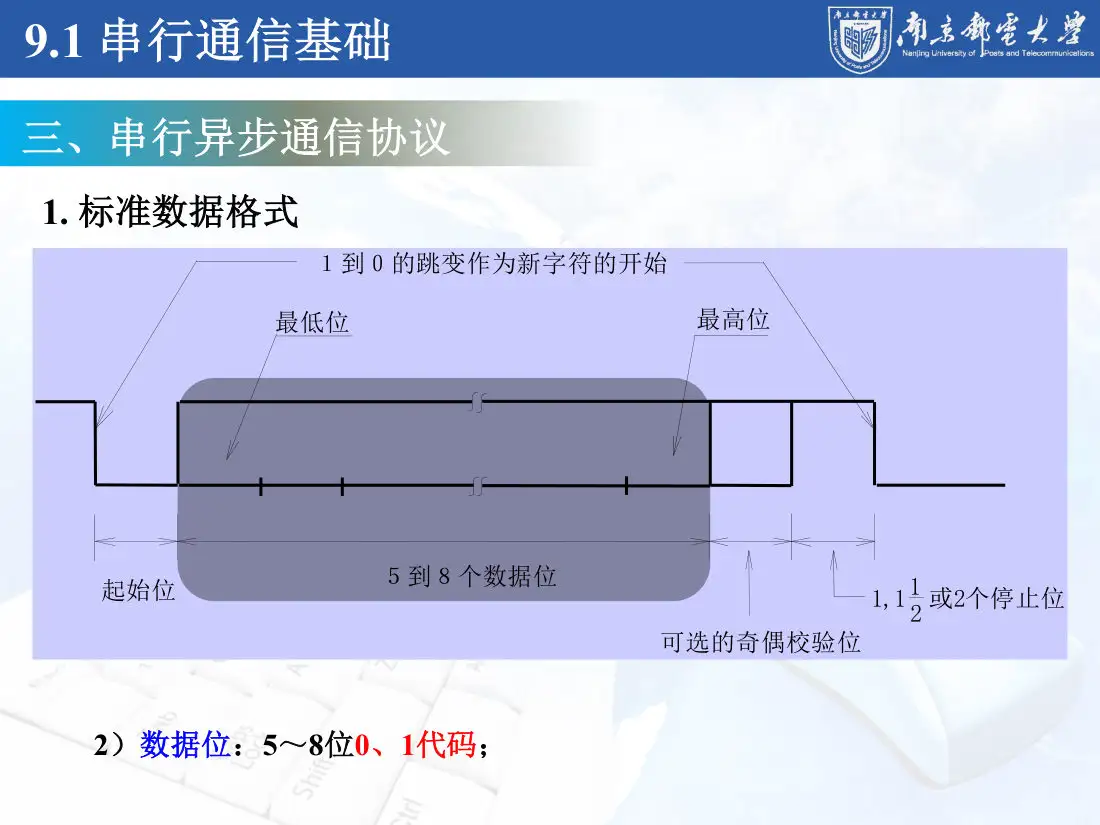 9.1 串行通信基础
南京邮电大学
Nanjing University of Posts and Telecommunications
三、串行异步通信协议
1. 标准数据格式
1 到 0 的跳变作为新字符的开始
最低位
最高位
5 到 8 个数据位
起始位
1,1 1/2 或2个停止位
可选的奇偶校验位
2）数据位：5～8位0、1代码；
Shift
Ctrl